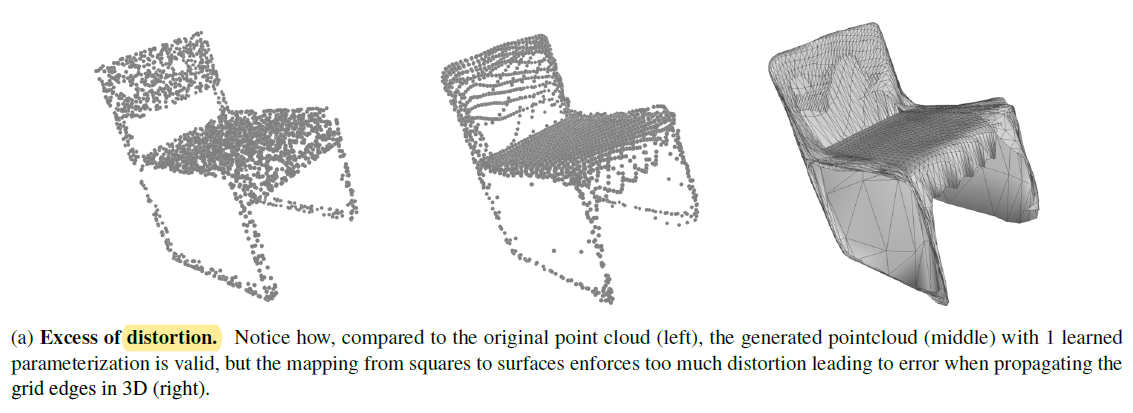 (a) Excess of distortion. Notice how, compared to the original point cloud (left), the generated pointcloud (middle) with 1 learned
parameterization is valid, but the mapping from squares to surfaces enforces too much distortion leading to error when propagating the
grid edges in 3D (right).